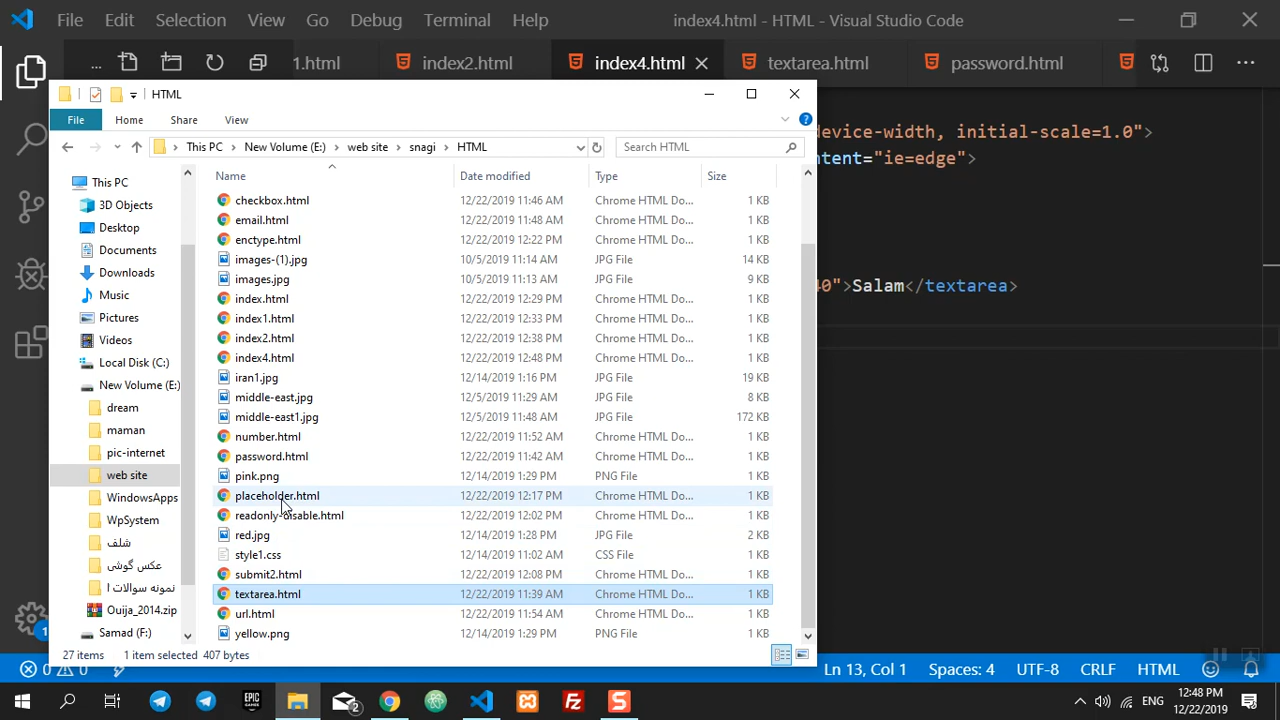 File Edit Selection View Go Debug Terminal Help index4.html - HTML - Visual Studio Code
... 1.html index2.html index4.html textarea.html password.html
device-width, initial-scale=1.0">
ntent="ie=edge">
40">Salam</textarea>
HTML
File Home Share View
This PC New Volume (E:) web site snagi HTML Search HTML
Name Date modified Type Size
checkbox.html 12/22/2019 11:46 AM Chrome HTML Do... 1 KB
email.html 12/22/2019 11:48 AM Chrome HTML Do... 1 KB
enctype.html 12/22/2019 12:22 PM Chrome HTML Do... 1 KB
images-(1).jpg 10/5/2019 11:14 AM JPG File 14 KB
images.jpg 10/5/2019 11:13 AM JPG File 9 KB
index.html 12/22/2019 12:29 PM Chrome HTML Do... 1 KB
index1.html 12/22/2019 12:33 PM Chrome HTML Do... 1 KB
index2.html 12/22/2019 12:38 PM Chrome HTML Do... 1 KB
index4.html 12/22/2019 12:48 PM Chrome HTML Do... 1 KB
iran1.jpg 12/14/2019 1:16 PM JPG File 19 KB
middle-east.jpg 12/5/2019 11:29 AM JPG File 8 KB
middle-east1.jpg 12/5/2019 11:48 AM JPG File 172 KB
number.html 12/22/2019 11:52 AM Chrome HTML Do... 1 KB
password.html 12/22/2019 11:42 AM Chrome HTML Do... 1 KB
pink.png 12/14/2019 1:29 PM PNG File 1 KB
placeholder.html 12/22/2019 12:17 PM Chrome HTML Do... 1 KB
readonly-disable.html 12/22/2019 12:02 PM Chrome HTML Do... 1 KB
red.jpg 12/14/2019 1:28 PM JPG File 2 KB
style1.css 12/14/2019 11:02 AM CSS File 1 KB
submit2.html 12/22/2019 12:08 PM Chrome HTML Do... 1 KB
textarea.html 12/22/2019 11:39 AM Chrome HTML Do... 1 KB
url.html 12/22/2019 11:54 AM Chrome HTML Do... 1 KB
yellow.png 12/14/2019 1:29 PM PNG File 1 KB
This PC
3D Objects
Desktop
Documents
Downloads
Music
Pictures
Videos
Local Disk (C:)
New Volume (E:)
dream
maman
pic-internet
web site
WindowsApps
WpSystem
شلف
عکس گوشی
نمونه سوالات ا
Ouija_2014.zip
Samad (F:)
27 items 1 item selected 407 bytes
1 0 0 Ln 13, Col 1 Spaces: 4 UTF-8 CRLF HTML
EPIC GAMES 2 ENG 12:48 PM
12/22/2019